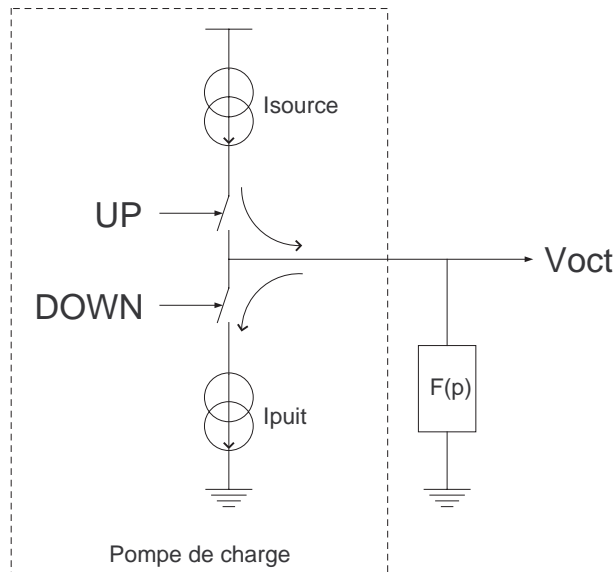 Isource
UP
Voct
DOWN
F(p)
Ipuit
Pompe de charge